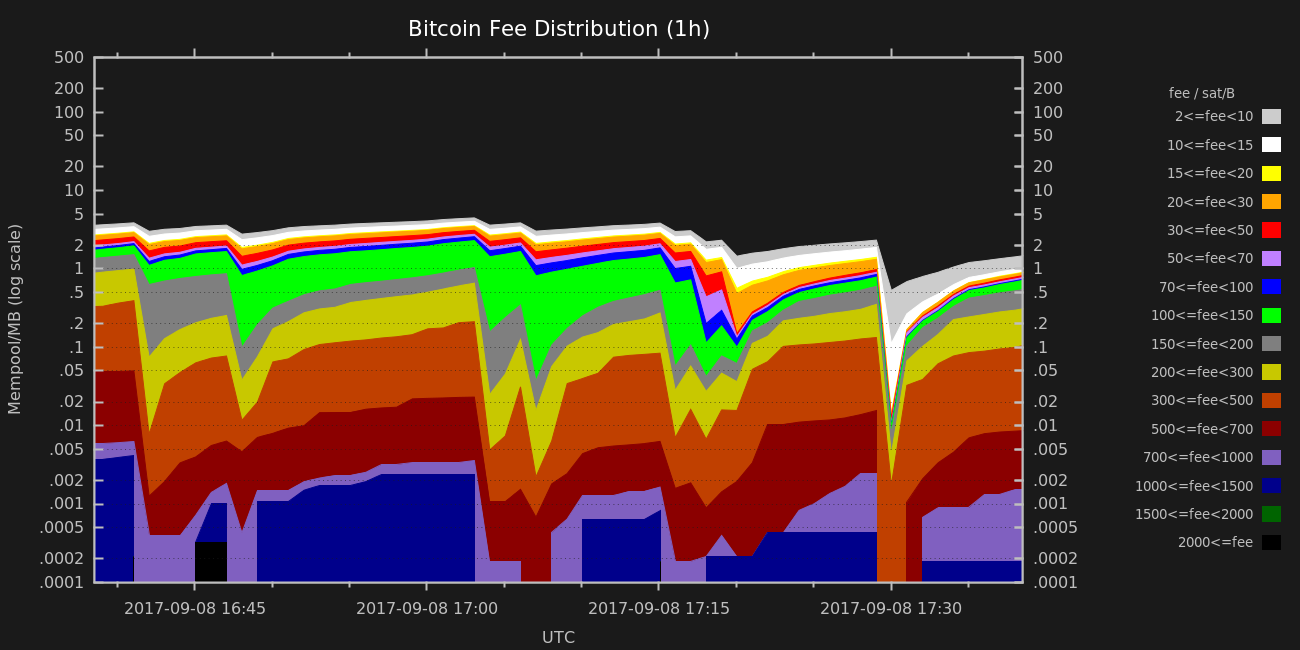 Bitcoin Fee Distribution (1h)
500 500
200 200
100 100
50 50
20 20
10 10
5 5
2 2
1 1
.5 .5
.2 .2
.1 .1
.05 .05
.02 .02
.01 .01
.005 .005
.002 .002
.001 .001
.0005 .0005
.0002 .0002
.0001 .0001
Mempool/MB (log scale)
2017-09-08 16:45 2017-09-08 17:00 2017-09-08 17:15 2017-09-08 17:30
UTC
fee / sat/B
2<=fee<10
10<=fee<15
15<=fee<20
20<=fee<30
30<=fee<50
50<=fee<70
70<=fee<100
100<=fee<150
150<=fee<200
200<=fee<300
300<=fee<500
500<=fee<700
700<=fee<1000
1000<=fee<1500
1500<=fee<2000
2000<=fee